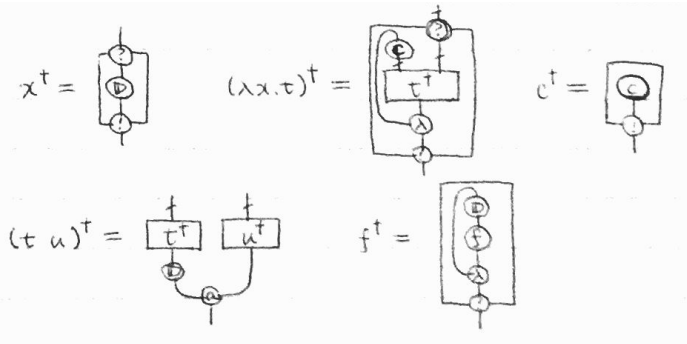 x† = ? D !
(λx.t)† = ? C t† λ !
c† = C !
(t u)† = t† u† D @
f† = D f λ !